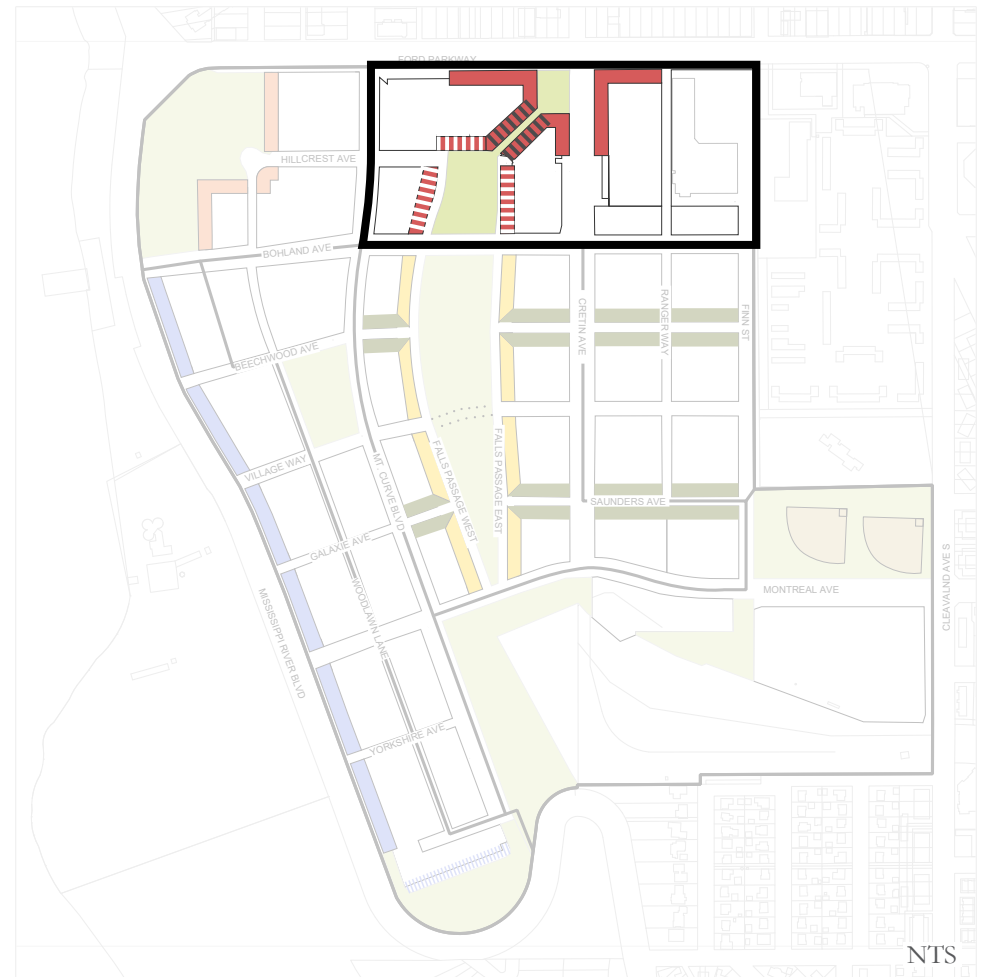 FORD PARKWAY
HILLCREST AVE
BOHLAND AVE
BEECHWOOD AVE
CRETIN AVE
RANGER WAY
FINN ST
VILLAGE WAY
MT. CURVE BLVD
FALLS PASSAGE WEST
FALLS PASSAGE EAST
SAUNDERS AVE
GALAXIE AVE
WOODLAWN LANE
MONTREAL AVE
CLEAVALND AVE S
MISSISSIPPI RIVER BLVD
YORKSHIRE AVE
NTS